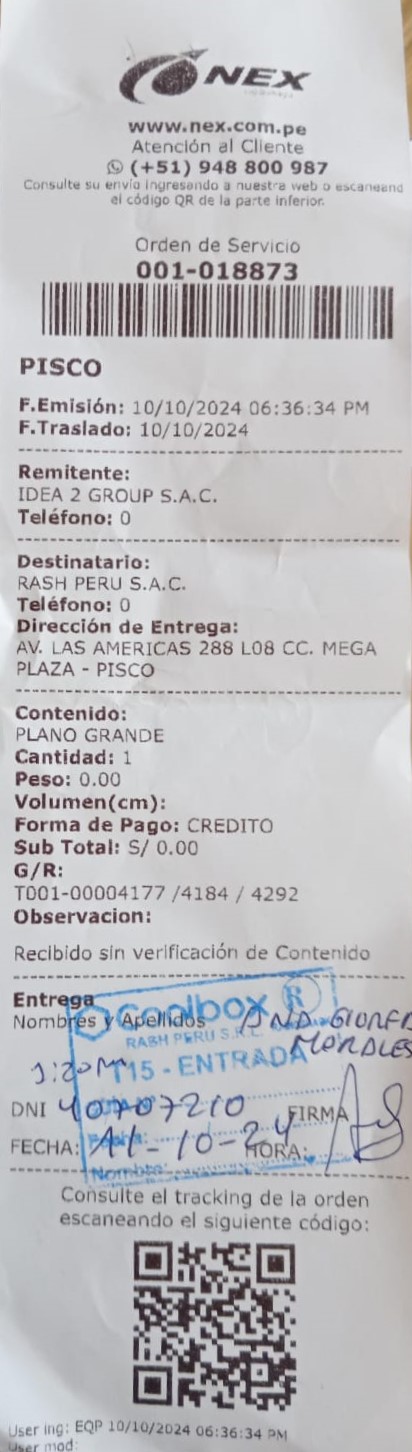 NEX
www.nex.com.pe
Atención al Cliente
(+51) 948 800 987
Consulte su envío ingresando a nuestra web o escaneand
el código QR de la parte inferior.
Orden de Servicio
001-018873
PISCO
F.Emisión: 10/10/2024 06:36:34 PM
F.Traslado: 10/10/2024
Remitente:
IDEA 2 GROUP S.A.C.
Teléfono: 0
Destinatario:
RASH PERU S.A.C.
Teléfono: 0
Dirección de Entrega:
AV. LAS AMERICAS 288 L08 CC. MEGA
PLAZA - PISCO
Contenido:
PLANO GRANDE
Cantidad: 1
Peso: 0.00
Volumen(cm):
Forma de Pago: CREDITO
Sub Total: S/ 0.00
G/R:
T001-00004177 /4184 / 4292
Observacion:
Recibido sin verificación de Contenido
Entrega
coolbox R
Nombres y Apellidos ANA
MORALES
RASH PERU S.R.L.
T15 - ENTRADA
DNI 40707210 FIRMA
FECHA: 11-10-24 HORA:
Nombre:
Consulte el tracking de la orden
escaneando el siguiente código:
User ing: EQP 10/10/2024 06:36:34 PM
User mod: